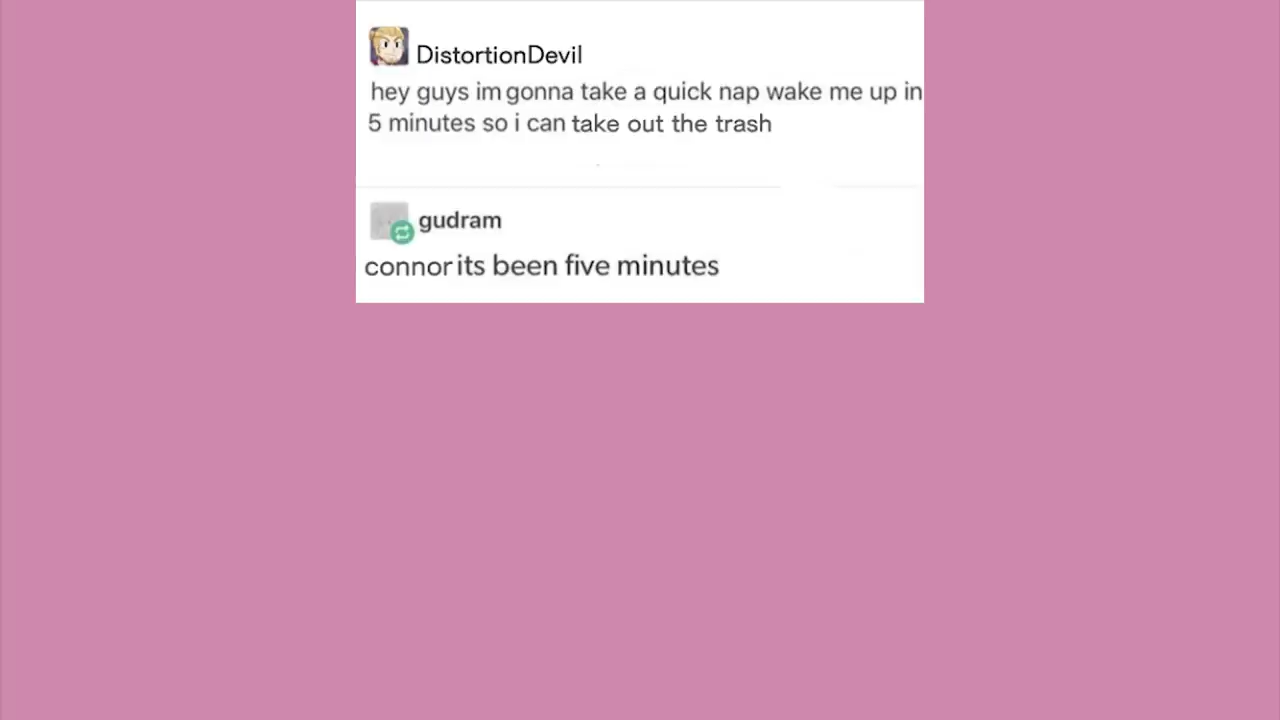 DistortionDevil
hey guys im gonna take a quick nap wake me up in
5 minutes so i can take out the trash
gudram
connor its been five minutes